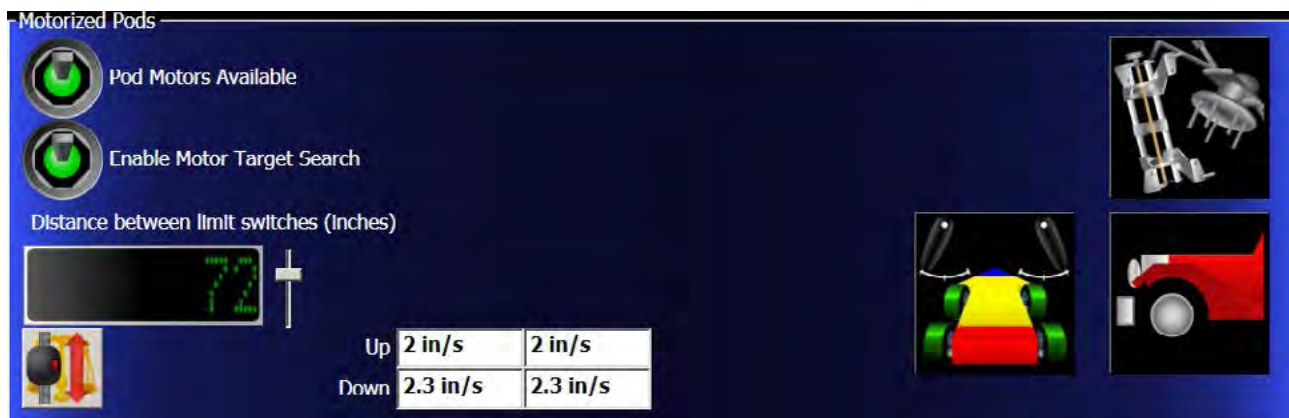 Motorized Pods
Pod Motors Available
Enable Motor Target Search
Distance between limit switches (inches)
72
Up 2 in/s 2 in/s
Down 2.3 in/s 2.3 in/s